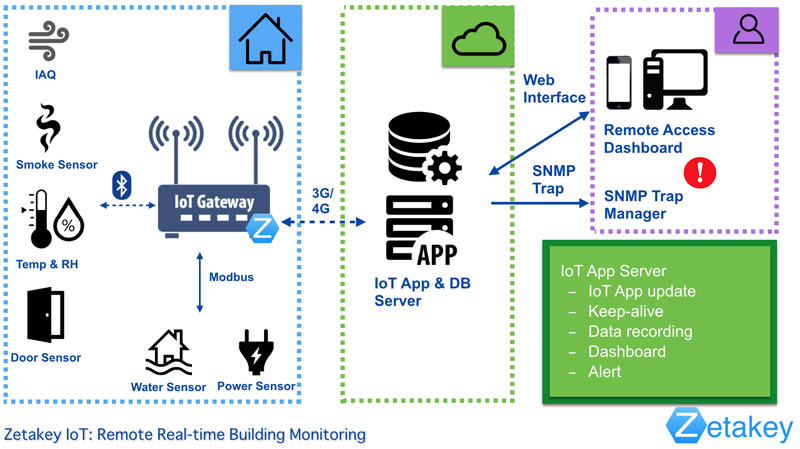 IAQ
Smoke Sensor
%
Temp & RH
Door Sensor
IoT Gateway
Z
Modbus
Water Sensor
Power Sensor
3G/
4G
APP
IoT App & DB
Server
Web
Interface
SNMP
Trap
Remote Access
Dashboard
!
SNMP Trap
Manager
IoT App Server
– IoT App update
– Keep-alive
– Data recording
– Dashboard
– Alert
Zetakey IoT: Remote Real-time Building Monitoring
Zetakey